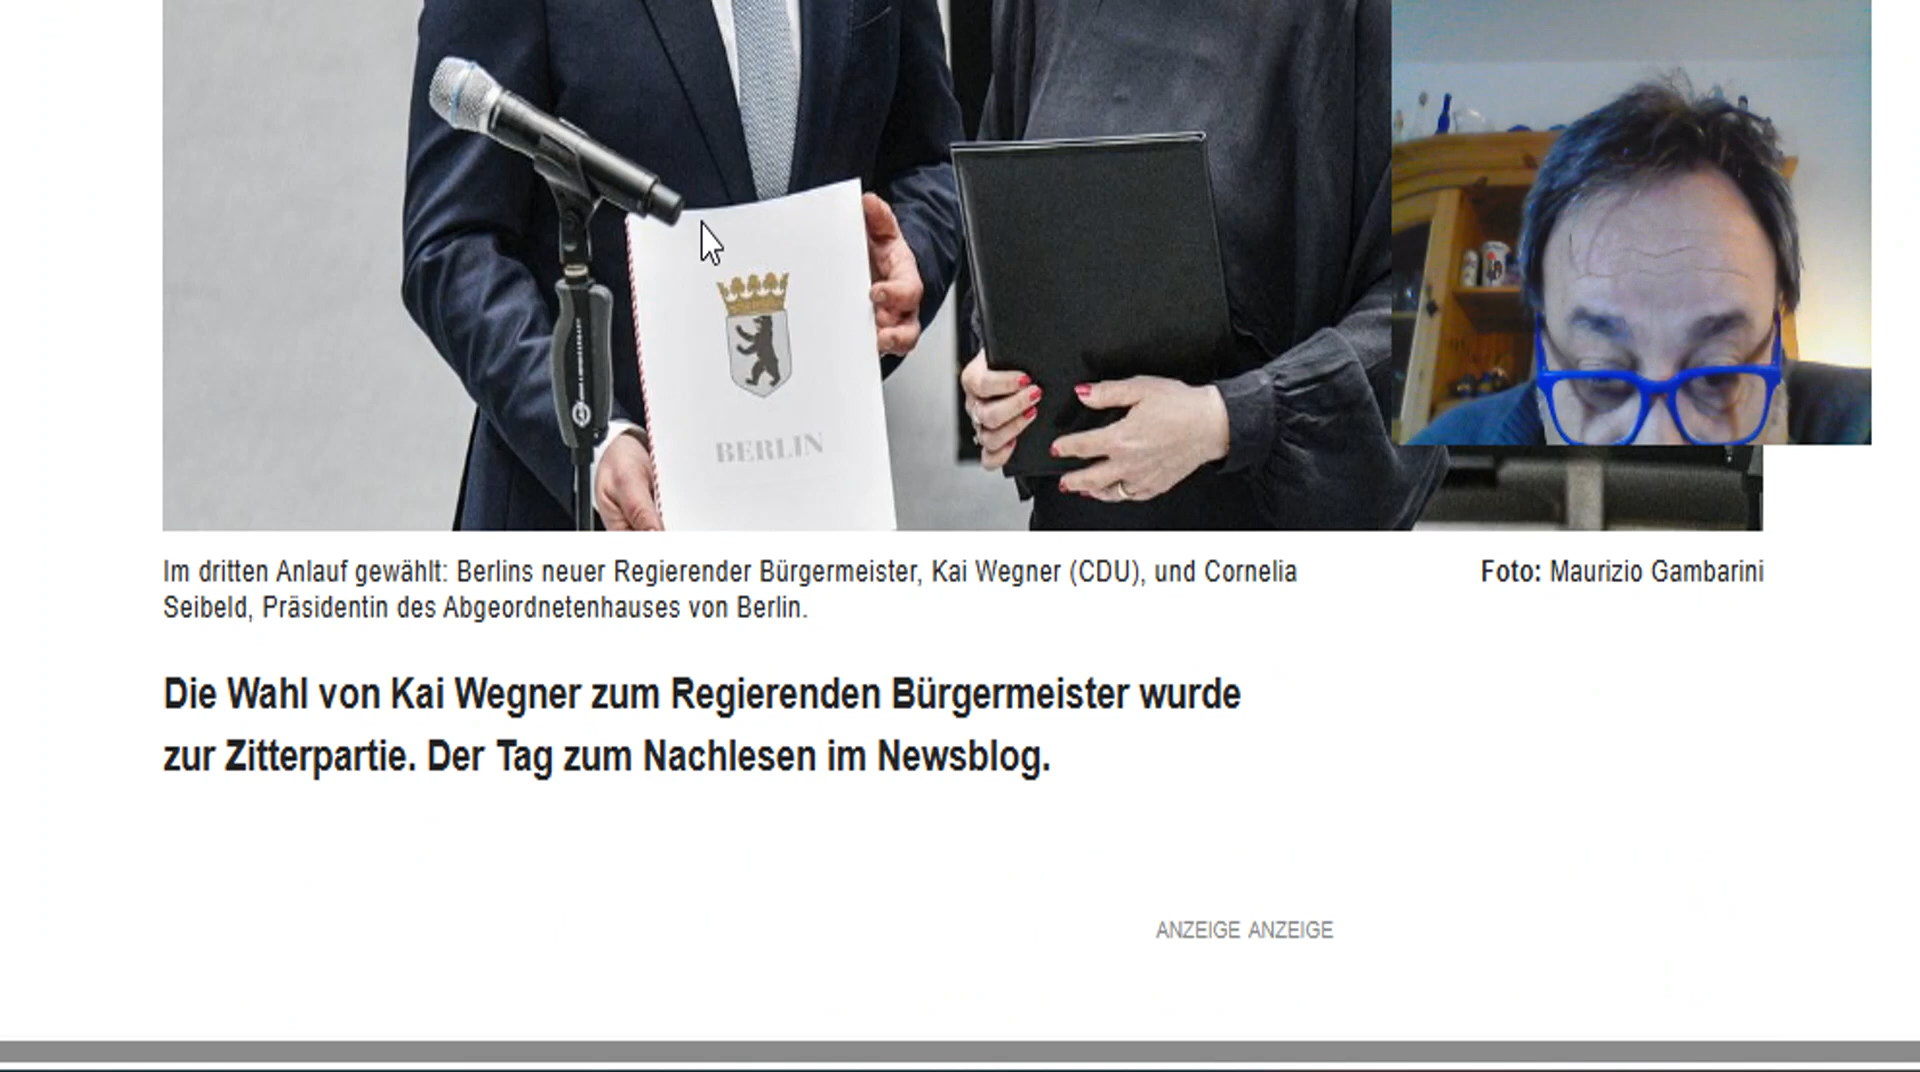 BERLIN
Im dritten Anlauf gewählt: Berlins neuer Regierender Bürgermeister, Kai Wegner (CDU), und Cornelia
Seibeld, Präsidentin des Abgeordnetenhauses von Berlin.
Foto: Maurizio Gambarini
Die Wahl von Kai Wegner zum Regierenden Bürgermeister wurde
zur Zitterpartie. Der Tag zum Nachlesen im Newsblog.
ANZEIGE ANZEIGE